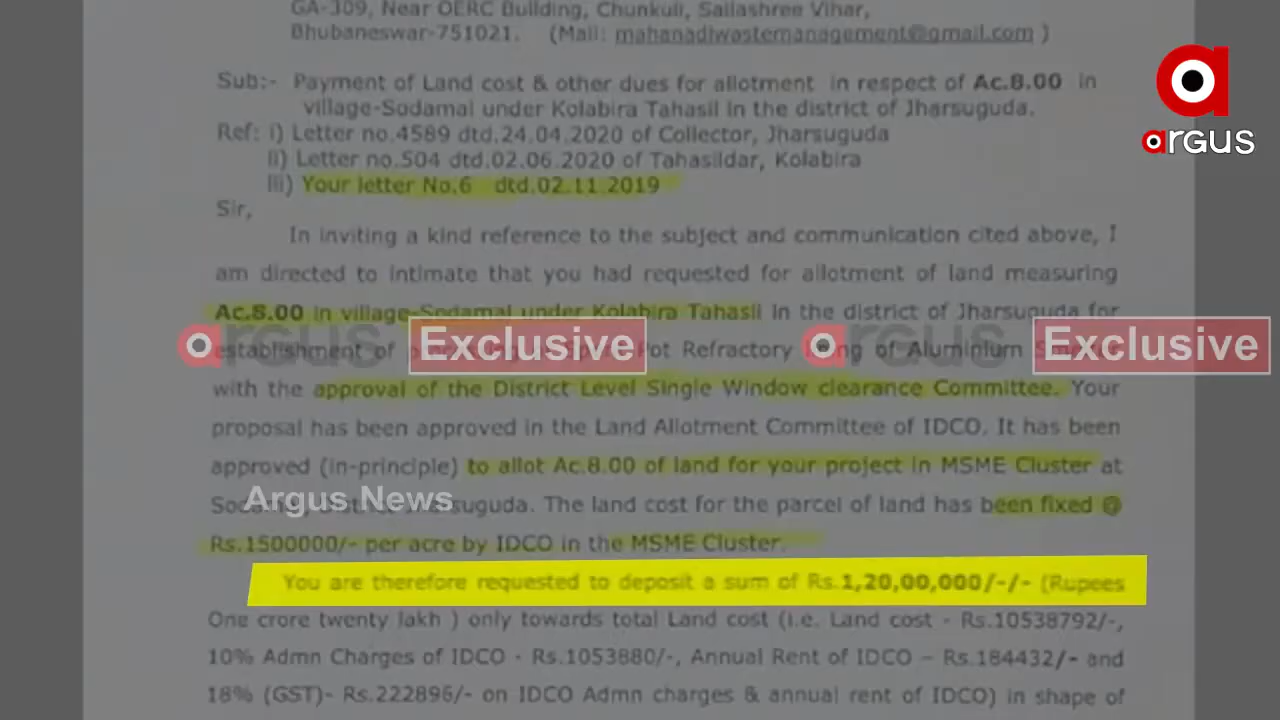 GA-309, Near OERC Building, Chunkuli, Sailashree Vihar,
Bhubaneswar-751021. (Mail: mahanadiwastemanagement@gmail.com )
Sub:- Payment of Land cost & other dues for allotment in respect of Ac.8.00 in
village-Sodamal under Kolabira Tahasil in the district of Jharsuguda.
Ref: i) Letter no.4589 dtd.24.04.2020 of Collector, Jharsuguda
ii) Letter no.504 dtd.02.06.2020 of Tahasildar, Kolabira
iii) Your letter No.6 dtd.02.11.2019
Sir,
In inviting a kind reference to the subject and communication cited above, I
am directed to intimate that you had requested for allotment of land measuring
Ac.8.00 in village-Sodamal under Kolabira Tahasil in the district of Jharsuguda for
establishment of Pot Refractory of Aluminium
with the approval of the District Level Single Window clearance Committee. Your
proposal has been approved in the Land Allotment Committee of IDCO. It has been
approved (in-principle) to allot Ac.8.00 of land for your project in MSME Cluster at
The land cost for the parcel of land has been fixed @
Rs.1500000/- per acre by IDCO in the MSME Cluster.
You are therefore requested to deposit a sum of Rs.1,20,00,000/-/- (Rupees
One crore twenty lakh ) only towards total Land cost (i.e. Land cost - Rs.10538792/-,
10% Admn Charges of IDCO - Rs.1053880/-, Annual Rent of IDCO – Rs.184432/- and
18% (GST)- Rs.222896/- on IDCO Admn charges & annual rent of IDCO) in shape of
argus
argus Exclusive argus Exclusive
Argus News